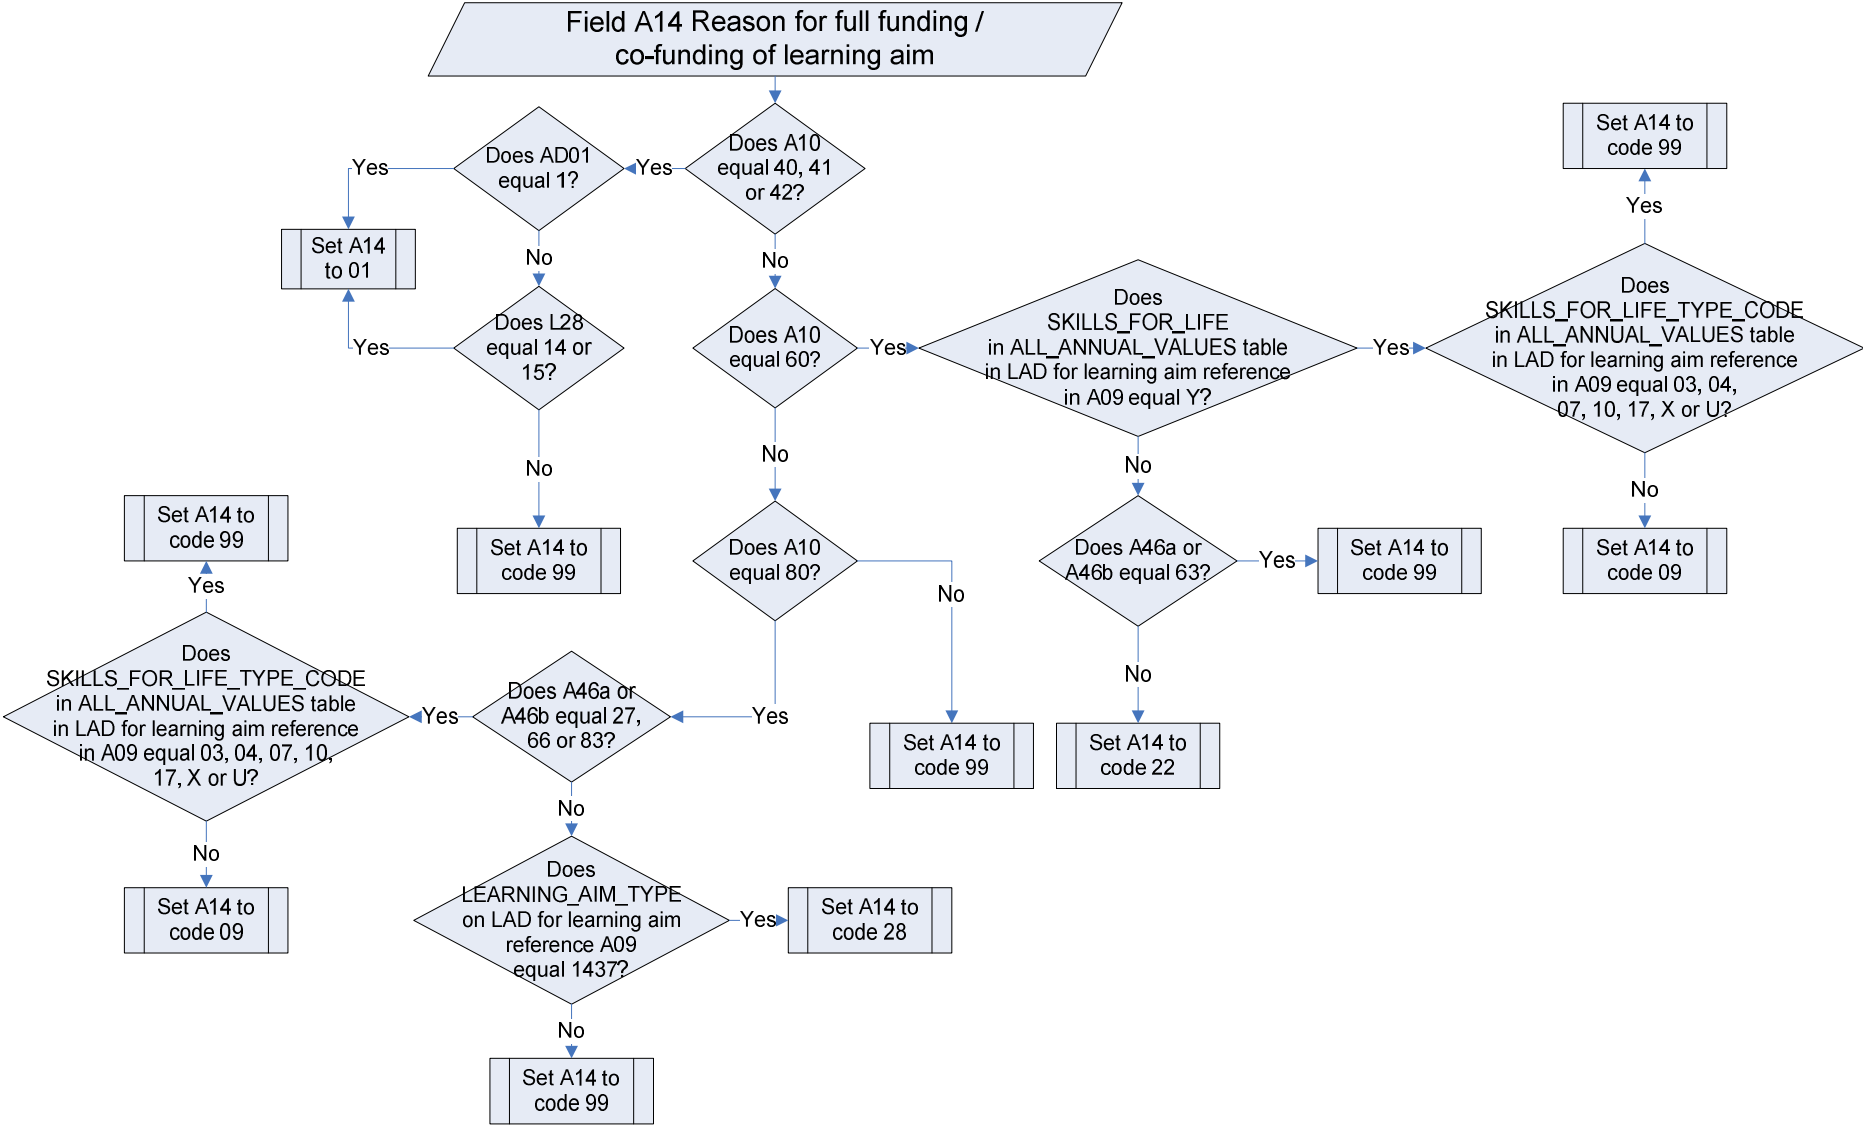 Field A14 Reason for full funding /
co-funding of learning aim
Does A10
equal 40, 41
or 42?
Yes
Does AD01
equal 1?
Yes
Set A14
to 01
No
Does L28
equal 14 or
15?
Yes
No
Set A14 to
code 99
No
Does A10
equal 60?
Yes
Does
SKILLS_FOR_LIFE
in ALL_ANNUAL_VALUES table
in LAD for learning aim reference
in A09 equal Y?
Yes
Does
SKILLS_FOR_LIFE_TYPE_CODE
in ALL_ANNUAL_VALUES table
in LAD for learning aim reference
in A09 equal 03, 04,
07, 10, 17, X or U?
Yes
Set A14 to
code 99
No
Set A14 to
code 09
No
Does A46a or
A46b equal 63?
Yes
Set A14 to
code 99
No
Set A14 to
code 22
No
Does A10
equal 80?
No
Set A14 to
code 99
Yes
Does A46a or
A46b equal 27,
66 or 83?
Yes
Does
SKILLS_FOR_LIFE_TYPE_CODE
in ALL_ANNUAL_VALUES table
in LAD for learning aim reference
in A09 equal 03, 04, 07, 10,
17, X or U?
Yes
Set A14 to
code 99
No
Set A14 to
code 09
No
Does
LEARNING_AIM_TYPE
on LAD for learning aim
reference A09
equal 1437?
Yes
Set A14 to
code 28
No
Set A14 to
code 99